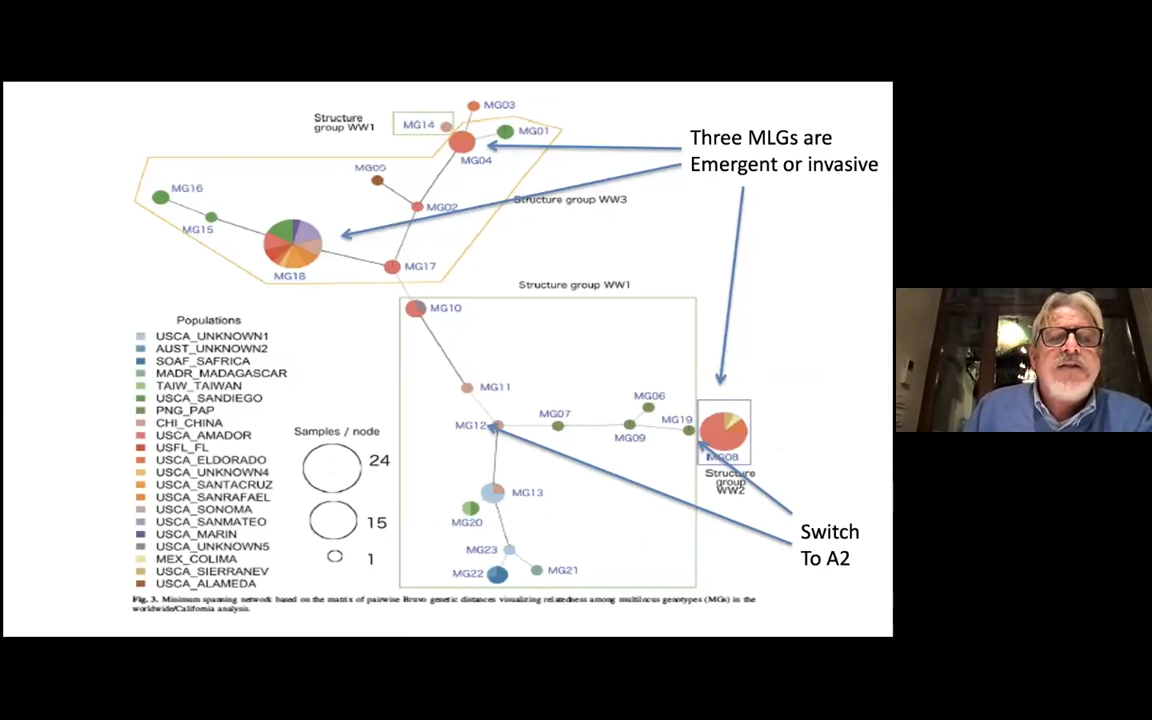 MG03
Structure
group WW1
MG14
MG01
MG04
Three MLGs are
Emergent or invasive
MG05
MG16
MG02
Structure group WW3
MG15
MG18
MG17
Structure group WW1
MG10
Populations
USCA_UNKNOWN1
AUST_UNKNOWN2
SOAF_SAFRICA
MADR_MADAGASCAR
TAIW_TAIWAN
USCA_SANDIEGO
PNG_PAP
CHI_CHINA
USCA_AMADOR
USFL_FL
USCA_ELDORADO
USCA_UNKNOWN4
USCA_SANTACRUZ
USCA_SANRAFAEL
USCA_SONOMA
USCA_SANMATEO
USCA_MARIN
USCA_UNKNOWN5
MEX_COLIMA
USCA_SIERRANEV
USCA_ALAMEDA
Samples / node
24
15
1
MG11
MG06
MG12
MG07
MG09
MG19
MG08
Structure
group
WW2
MG13
MG20
MG23
MG22
MG21
Switch
To A2
Fig. 3. Minimum spanning network based on the matrix of pairwise Bruvo genetic distances visualizing relatedness among multilocus genotypes (MGs) in the
worldwide/California analysis.